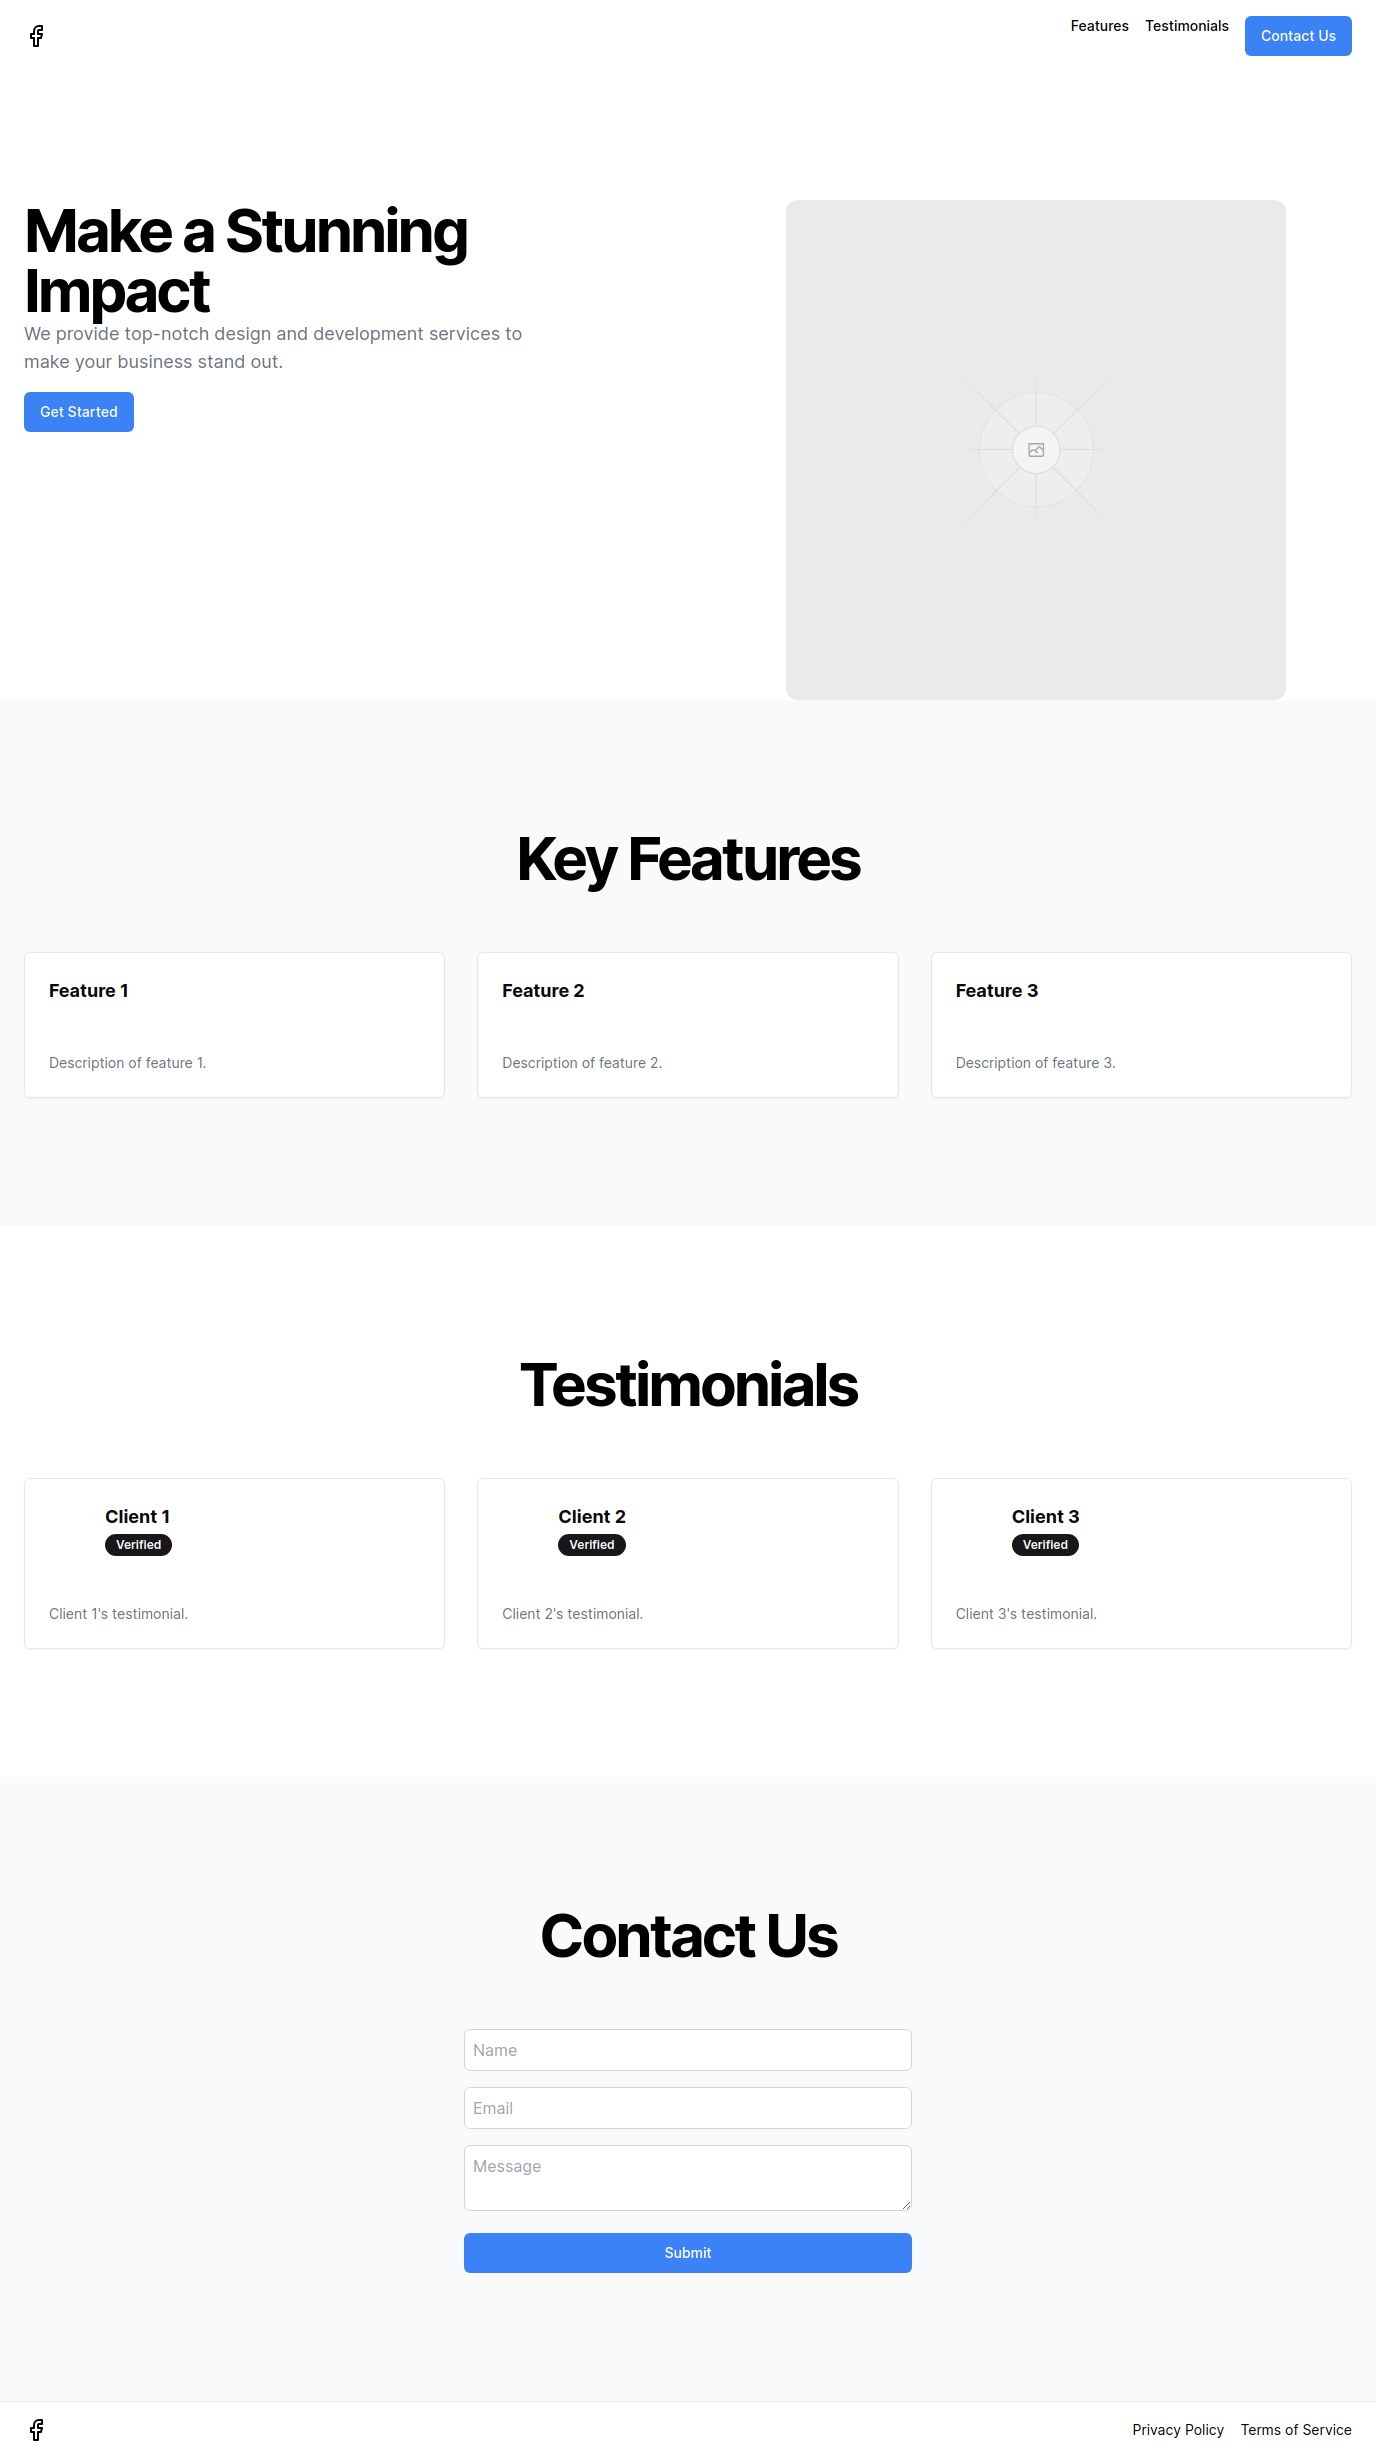 Features
Testimonials
Contact Us
Make a Stunning
Impact
We provide top-notch design and development services to
make your business stand out.
Get Started
Key Features
Feature 1
Description of feature 1.
Feature 2
Description of feature 2.
Feature 3
Description of feature 3.
Testimonials
Client 1
Verified
Client 1's testimonial.
Client 2
Verified
Client 2's testimonial.
Client 3
Verified
Client 3's testimonial.
Contact Us
Name
Email
Message
Submit
Privacy Policy
Terms of Service